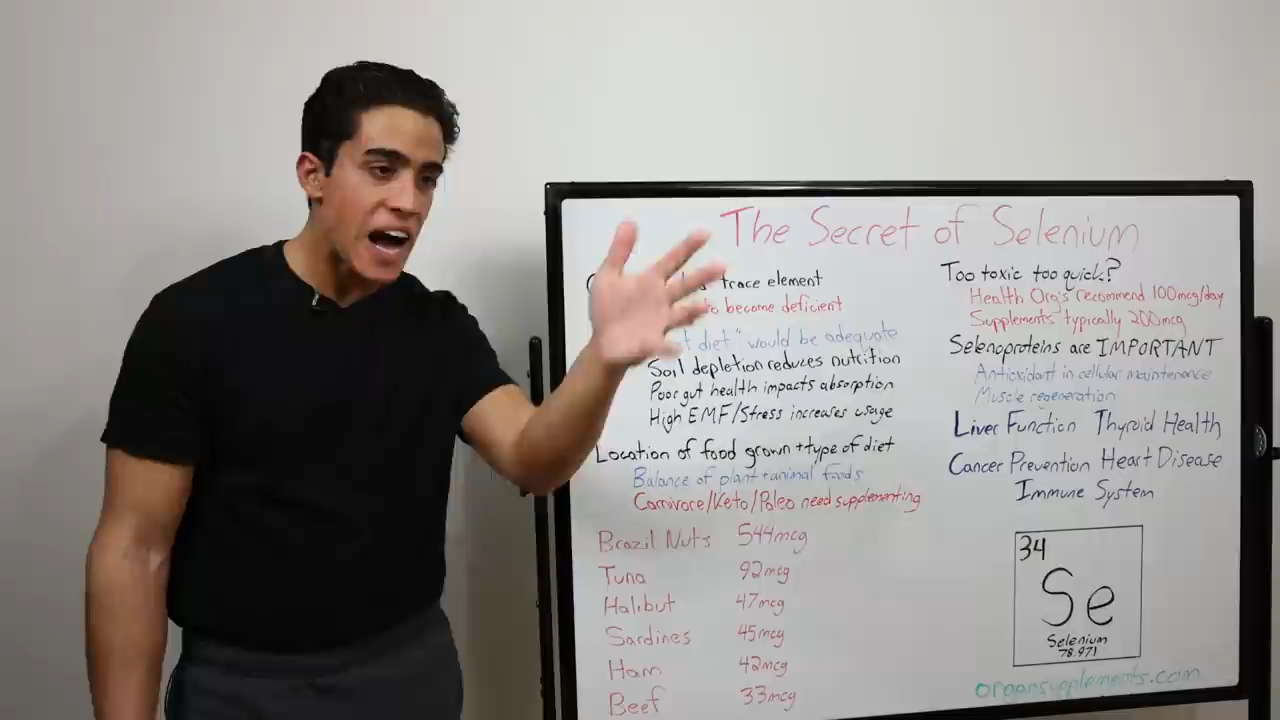 The Secret of Selenium
trace element
to become deficient
diet" would be adequate
Soil depletion reduces nutrition
Poor gut health impacts absorption
High EMF/Stress increases usage
Location of food grown + type of diet
Balance of plant + animal foods
Carnivore/Keto/Paleo need supplementing
Brazil Nuts 544mcg
Tuna 92mcg
Halibut 47mcg
Sardines 45mcg
Ham 42mcg
Beef 33mcg
Too toxic too quick?
Health Org's recommend 100mcg/day
Supplements typically 200mcg
Selenoproteins are IMPORTANT
Antioxidant in cellular maintenance
Muscle regeneration
Liver Function Thyroid Health
Cancer Prevention Heart Disease
Immune System
34
Se
Selenium
78.971